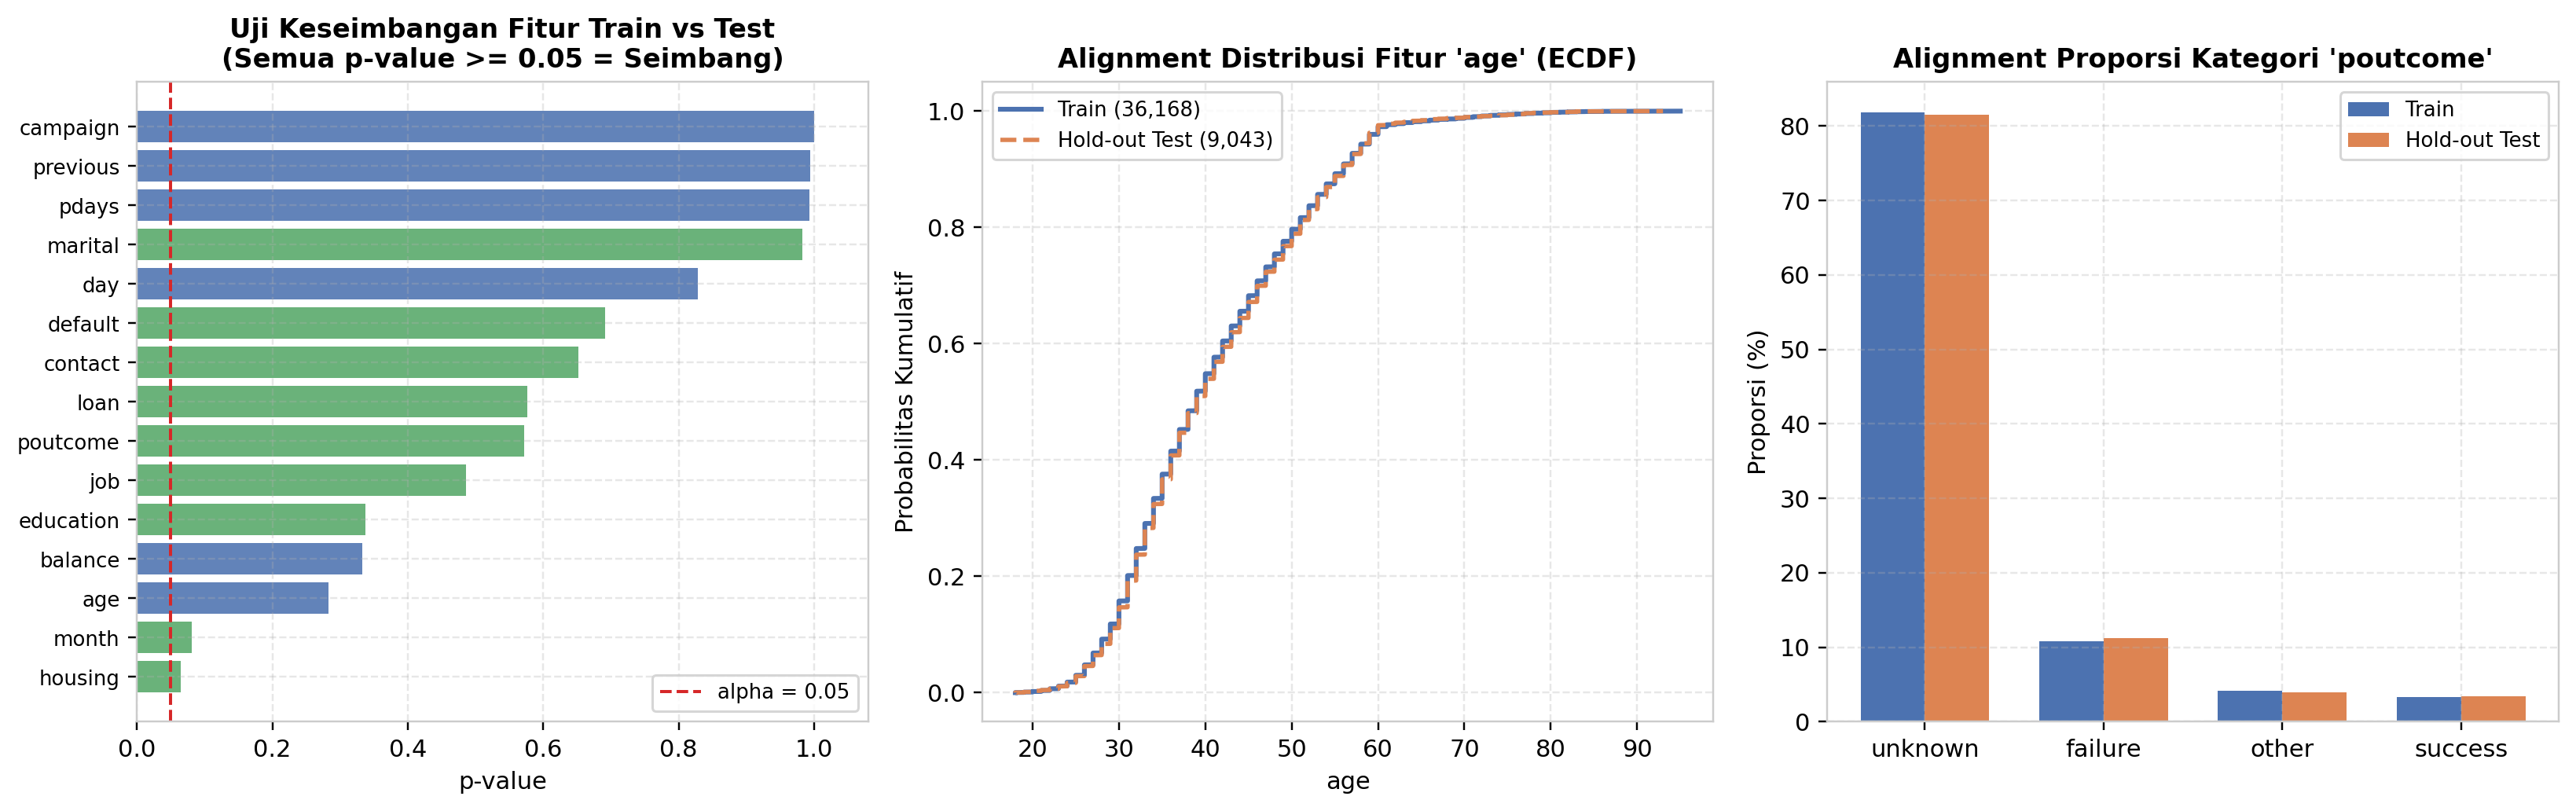 Uji Keseimbangan Fitur Train vs Test
(Semua p-value >= 0.05 = Seimbang)
campaign
previous
pdays
marital
day
default
contact
loan
poutcome
job
education
balance
age
month
housing
alpha = 0.05
0.0 0.2 0.4 0.6 0.8 1.0
p-value
Alignment Distribusi Fitur 'age' (ECDF)
Train (36,168)
Hold-out Test (9,043)
Probabilitas Kumulatif
1.0
0.8
0.6
0.4
0.2
0.0
20 30 40 50 60 70 80 90
age
Alignment Proporsi Kategori 'poutcome'
Train
Hold-out Test
Proporsi (%)
80
70
60
50
40
30
20
10
0
unknown failure other success